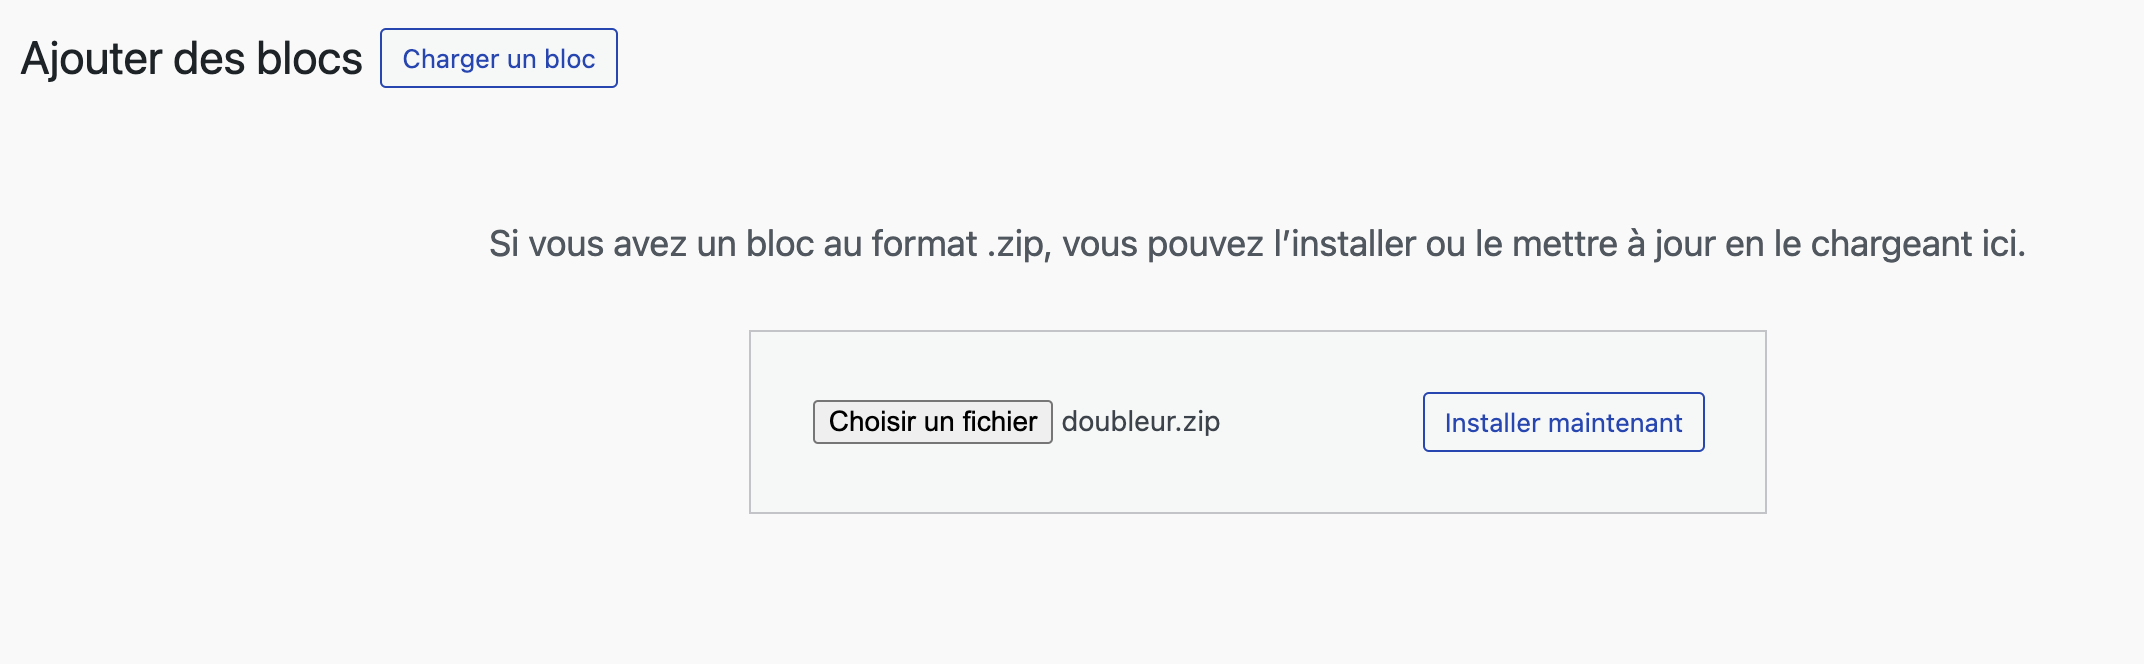 Ajouter des blocs Charger un bloc
Si vous avez un bloc au format .zip, vous pouvez l’installer ou le mettre à jour en le chargeant ici.
Choisir un fichier doubleur.zip Installer maintenant